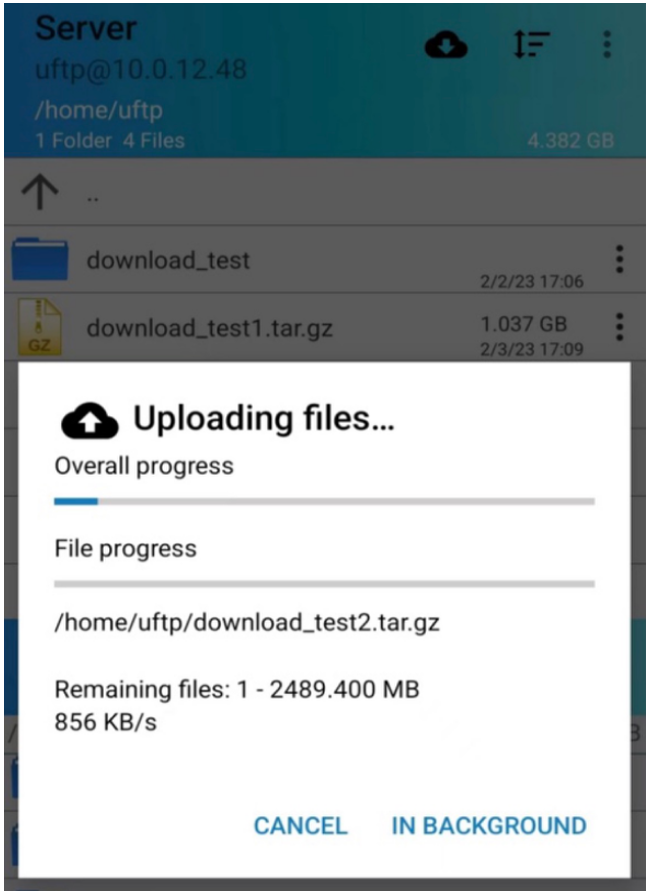 Server
uftp@10.0.12.48
/home/uftp
1 Folder 4 Files 4.382 GB
..
download_test
2/2/23 17:06
GZ
download_test1.tar.gz 1.037 GB
2/3/23 17:09
Uploading files...
Overall progress
File progress
/home/uftp/download_test2.tar.gz
Remaining files: 1 - 2489.400 MB
856 KB/s
/ B
CANCEL IN BACKGROUND